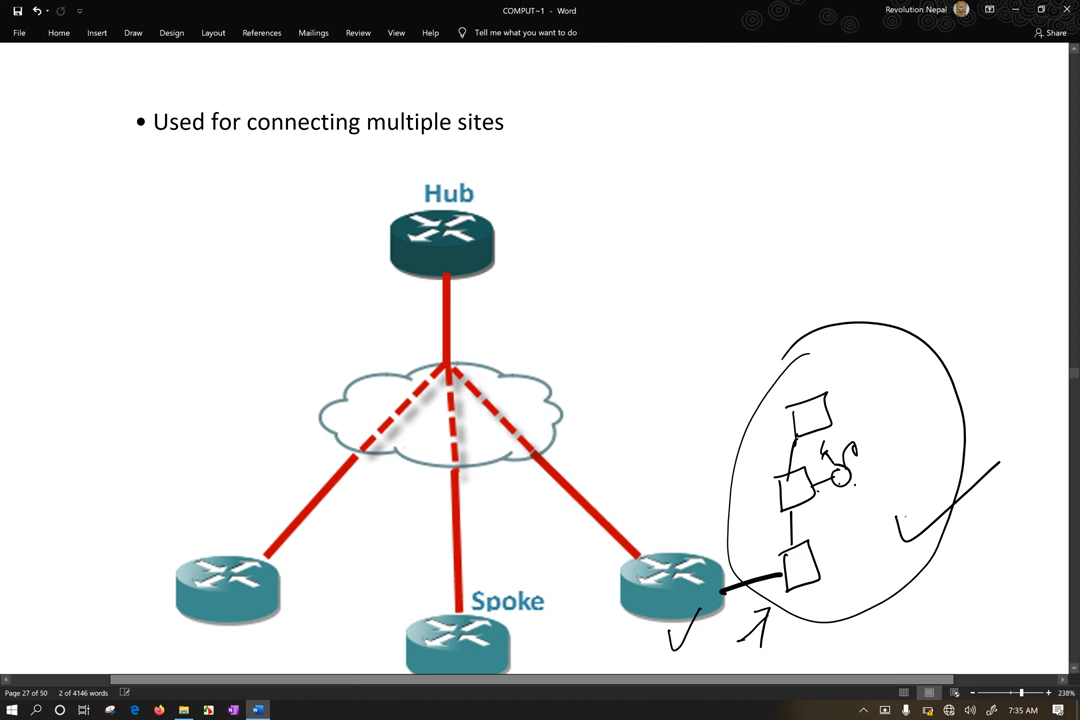 COMPUT~1 - Word
Revolution Nepal
File Home Insert Draw Design Layout References Mailings Review View Help Tell me what you want to do Share
• Used for connecting multiple sites
Hub
Spoke
Page 27 of 50 2 of 4146 words 238%
7:35 AM